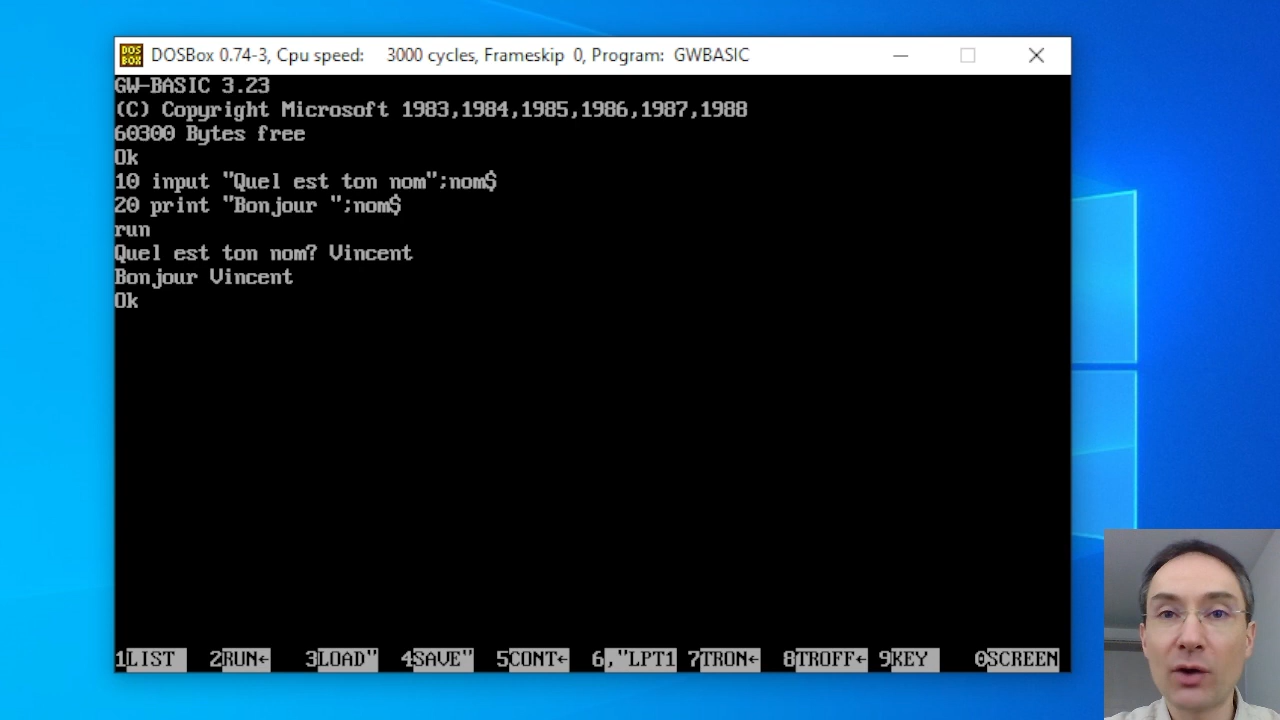 DOS BOX
DOSBox 0.74-3, Cpu speed: 3000 cycles, Frameskip 0, Program: GWBASIC
GW-BASIC 3.23
(C) Copyright Microsoft 1983,1984,1985,1986,1987,1988
60300 Bytes free
Ok
10 input "Quel est ton nom";nom$
20 print "Bonjour ";nom$
run
Quel est ton nom? Vincent
Bonjour Vincent
Ok
1LIST 2RUN← 3LOAD" 4SAVE" 5CONT← 6,"LPT1 7TRON← 8TROFF← 9KEY 0SCREEN